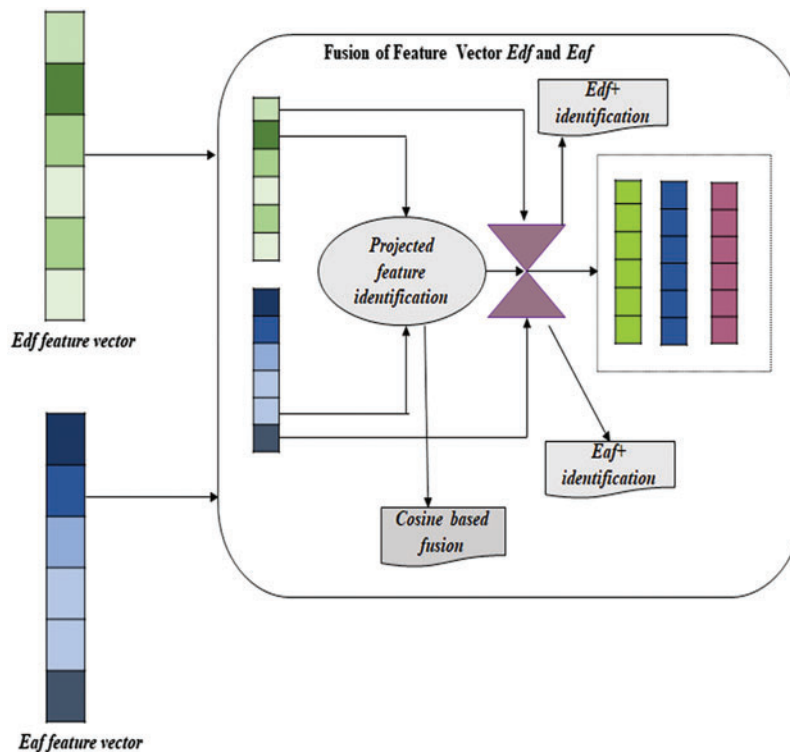 Fusion of Feature Vector Edf and Eaf
Edf+
identification
Projected
feature
identification
Edf feature vector
Eaf+
identification
Cosine based
fusion
Eaf feature vector